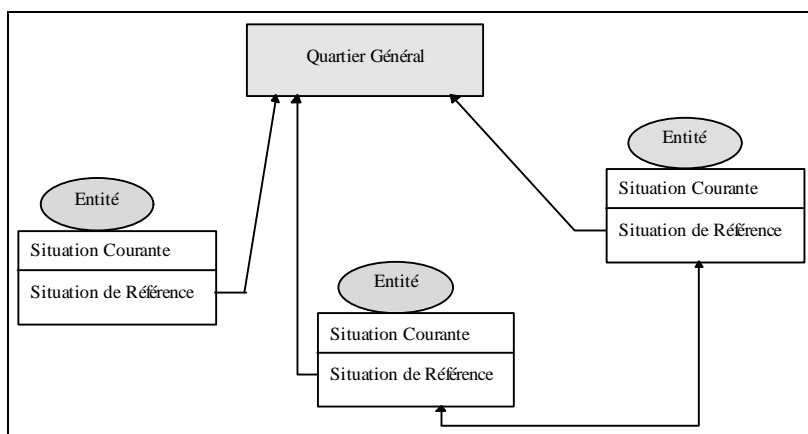 Quartier Général
Entité
Situation Courante
Situation de Référence
Entité
Situation Courante
Situation de Référence
Entité
Situation Courante
Situation de Référence